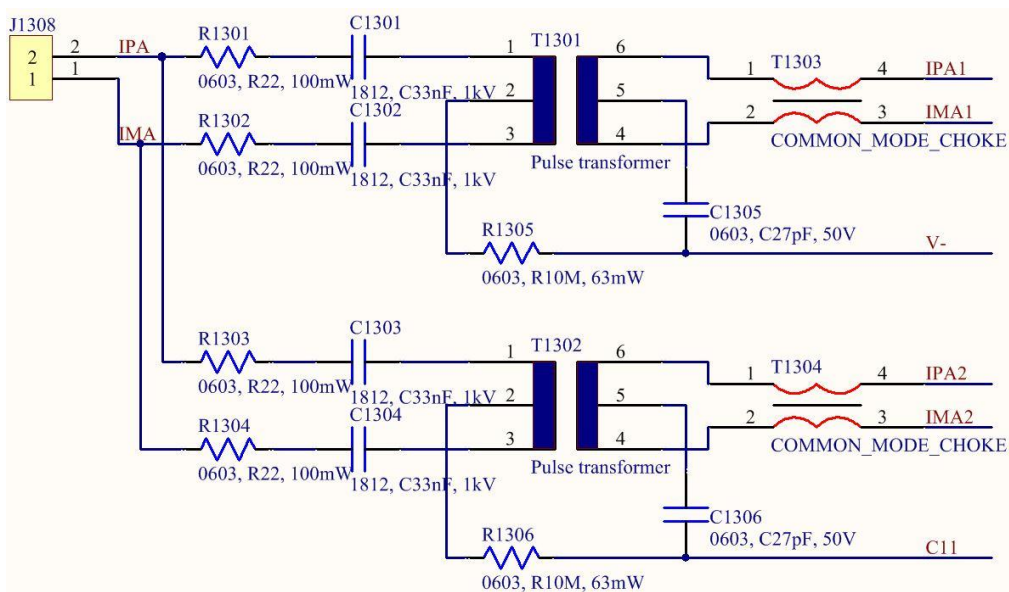 J1308
2
1
2
1
IPA
IMA
R1301
0603, R22, 100mW
C1301
1812, C33nF, 1kV
R1302
0603, R22, 100mW
C1302
1812, C33nF, 1kV
1
2
3
T1301
6
5
4
Pulse transformer
1
2
T1303
4
3
IPA1
IMA1
COMMON_MODE_CHOKE
R1305
0603, R10M, 63mW
C1305
0603, C27pF, 50V
V-
R1303
0603, R22, 100mW
C1303
1812, C33nF, 1kV
R1304
0603, R22, 100mW
C1304
1812, C33nF, 1kV
1
2
3
T1302
6
5
4
Pulse transformer
1
2
T1304
4
3
IPA2
IMA2
COMMON_MODE_CHOKE
R1306
0603, R10M, 63mW
C1306
0603, C27pF, 50V
C11